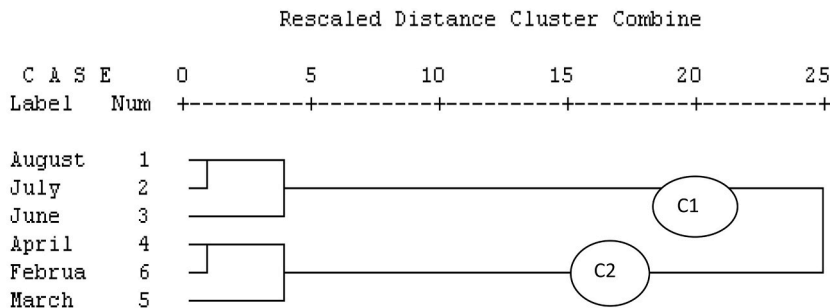 Rescaled Distance Cluster Combine
C A S E 0 5 10 15 20 25
Label Num +---------+---------+---------+---------+---------+
August 1
July 2
June 3
April 4
Februa 6
March 5
C1
C2